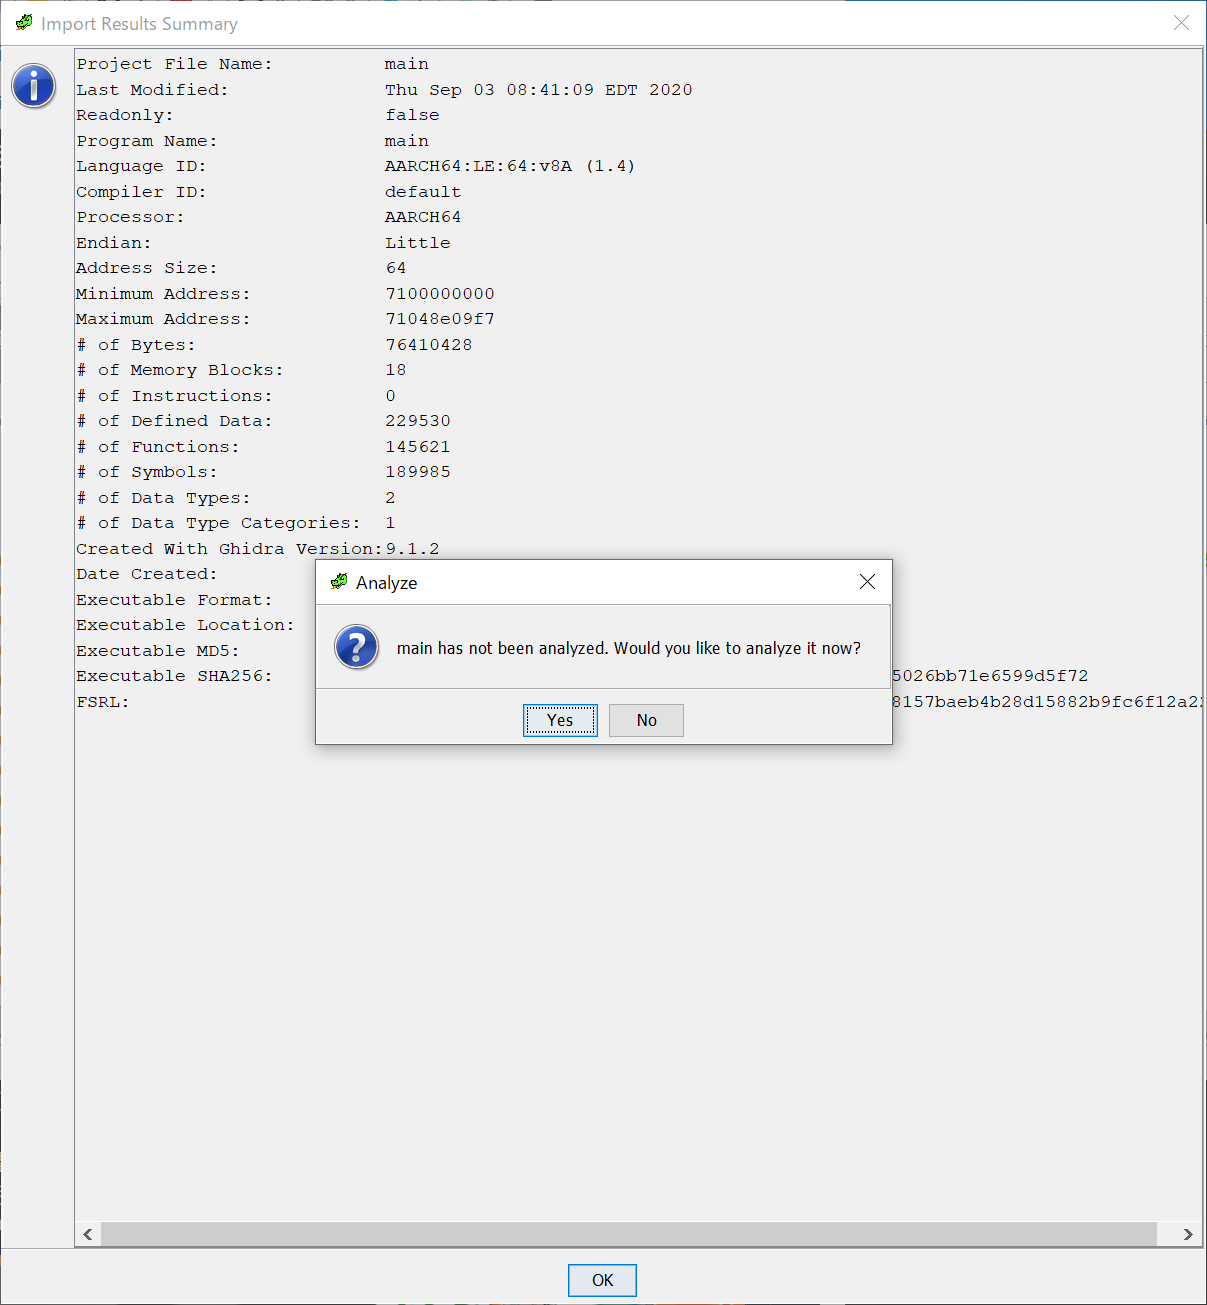 Import Results Summary
Project File Name: main
Last Modified: Thu Sep 03 08:41:09 EDT 2020
Readonly: false
Program Name: main
Language ID: AARCH64:LE:64:v8A (1.4)
Compiler ID: default
Processor: AARCH64
Endian: Little
Address Size: 64
Minimum Address: 7100000000
Maximum Address: 71048e09f7
# of Bytes: 76410428
# of Memory Blocks: 18
# of Instructions: 0
# of Defined Data: 229530
# of Functions: 145621
# of Symbols: 189985
# of Data Types: 2
# of Data Type Categories: 1
Created With Ghidra Version: 9.1.2
Date Created:
Executable Format:
Executable Location:
Executable MD5:
Executable SHA256: 5026bb71e6599d5f72
FSRL: 8157baeb4b28d15882b9fc6f12a22
Analyze
main has not been analyzed. Would you like to analyze it now?
Yes No
OK